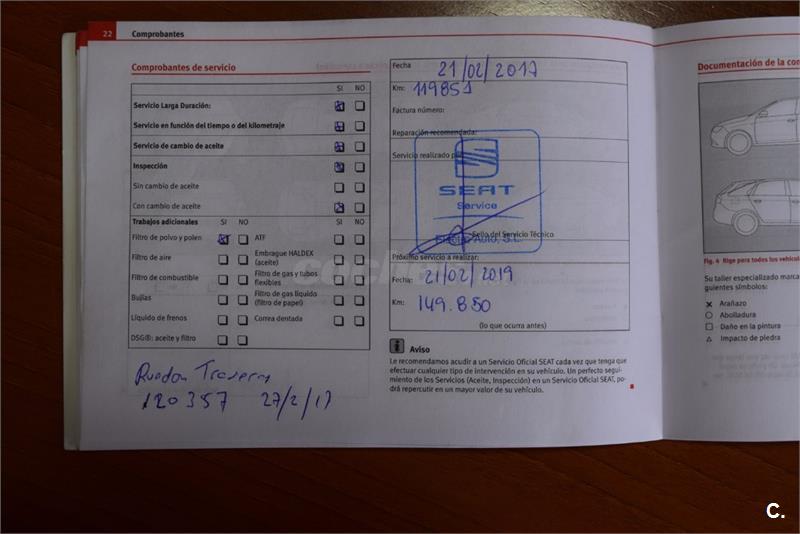 22 Comprobantes
Comprobantes de servicio
SI NO
Servicio Larga Duración:
Servicio en función del tiempo o del kilometraje
Servicio de cambio de aceite
Inspección
Sin cambio de aceite
Con cambio de aceite
Trabajos adicionales SI NO SI NO
Filtro de polvo y polen ATF
Filtro de aire Embrague HALDEX
(aceite)
Filtro de combustible Filtro de gas y tubos
flexibles
Bujías Filtro de gas líquido
(filtro de papel)
Líquido de frenos Correa dentada
DSG®: aceite y filtro
Ruedas Traseras
120357 27/2/17
Fecha 21/02/2017
Km: 119851
Factura número:
Reparación recomendada:
Servicio realizado por
SEAT
Service
Sello del Servicio Técnico
Auto, S.L.
Próximo servicio a realizar:
Fecha: 21/02/2019
Km: 149.850
(lo que ocurra antes)
Aviso
Le recomendamos acudir a un Servicio Oficial SEAT cada vez que tenga que
efectuar cualquier tipo de intervención en su vehículo. Un perfecto segui-
miento de los Servicios (Aceite, Inspección) en un Servicio Oficial SEAT, po-
drá repercutir en un mayor valor de su vehículo.
Documentación de la con
Fig. 4 Rige para todos los vehícul
Su taller especializado marca
guientes símbolos:
Arañazo
Abolladura
Daño en la pintura
Impacto de piedra
C.